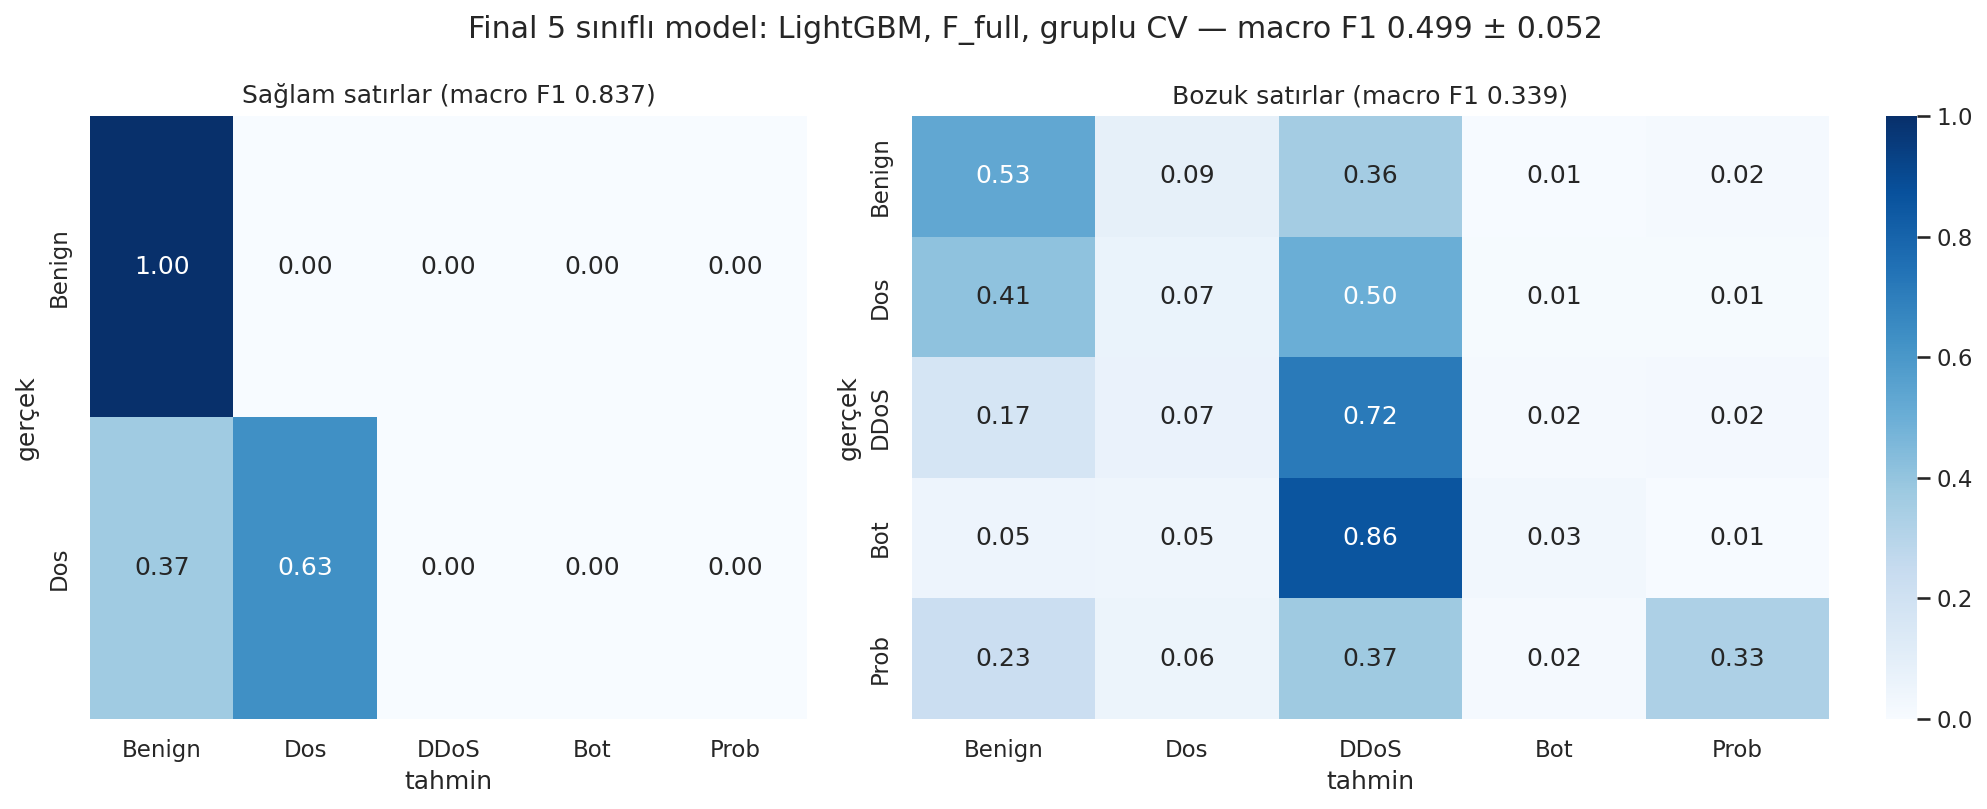 Final 5 sınıflı model: LightGBM, F_full, gruplu CV — macro F1 0.499 ± 0.052
Sağlam satırlar (macro F1 0.837)
gerçek
Benign 1.00 0.00 0.00 0.00 0.00
Dos 0.37 0.63 0.00 0.00 0.00
Benign Dos DDoS Bot Prob
tahmin
Bozuk satırlar (macro F1 0.339)
gerçek
Benign 0.53 0.09 0.36 0.01 0.02
Dos 0.41 0.07 0.50 0.01 0.01
DDoS 0.17 0.07 0.72 0.02 0.02
Bot 0.05 0.05 0.86 0.03 0.01
Prob 0.23 0.06 0.37 0.02 0.33
Benign Dos DDoS Bot Prob
tahmin
1.0
0.8
0.6
0.4
0.2
0.0